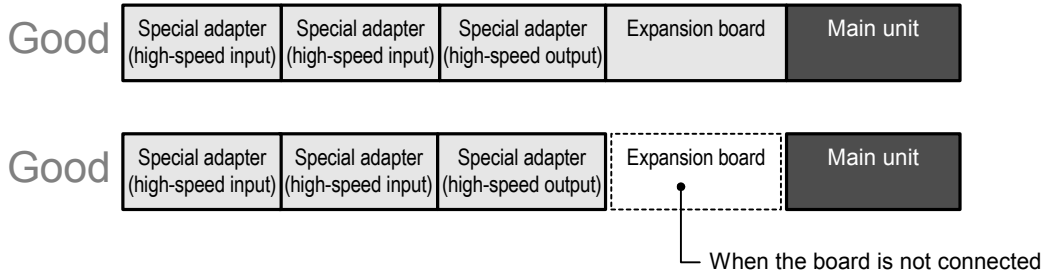 Good
Special adapter
(high-speed input)
Special adapter
(high-speed input)
Special adapter
(high-speed output)
Expansion board
Main unit
Good
Special adapter
(high-speed input)
Special adapter
(high-speed input)
Special adapter
(high-speed output)
Expansion board
Main unit
When the board is not connected